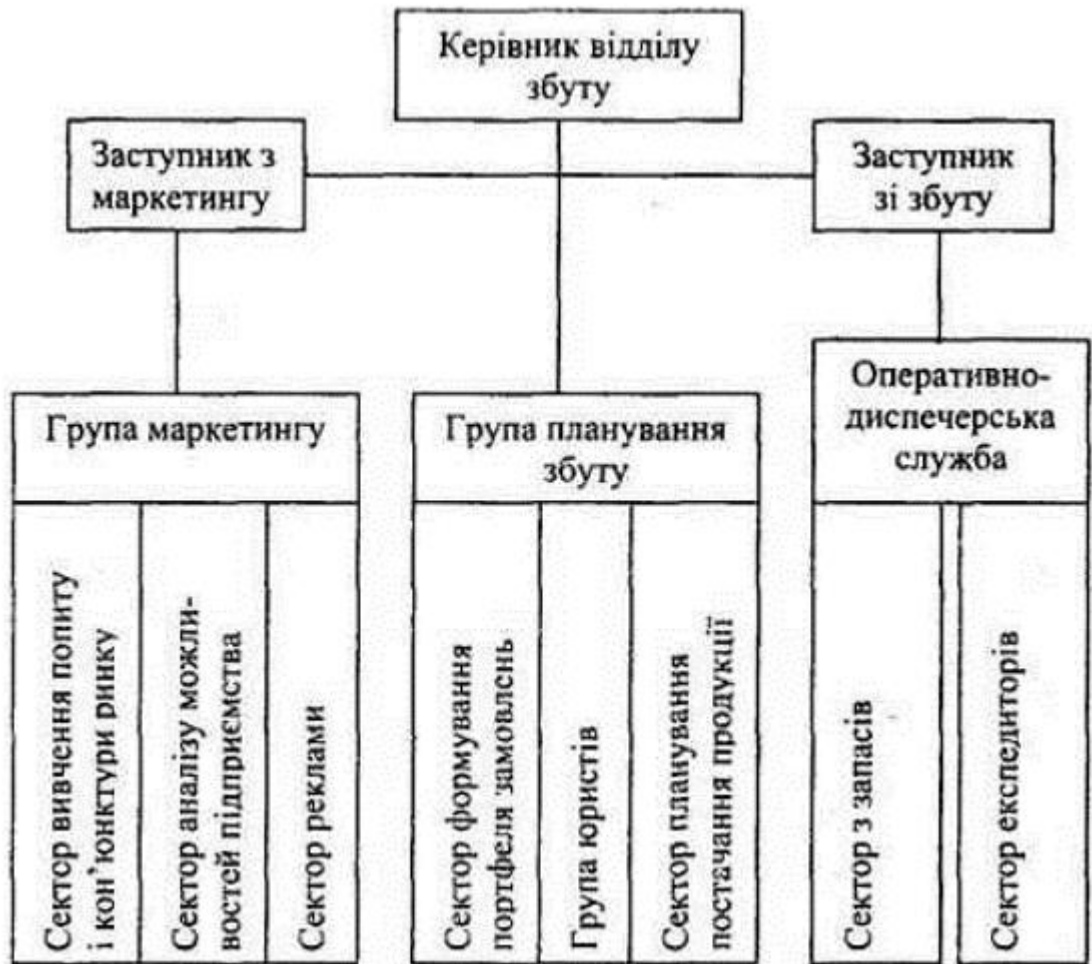 Керівник відділу
збуту
Заступник з
маркетингу
Заступник
зі збуту
Група маркетингу
Група планування
збуту
Оперативно-
диспечерська
служба
Сектор вивчення попиту
і кон’юнктури ринку
Сектор аналізу можли-
востей підприємства
Сектор реклами
Сектор формування
портфеля замовлень
Група юристів
Сектор планування
постачання продукції
Сектор з запасів
Сектор експедиторів